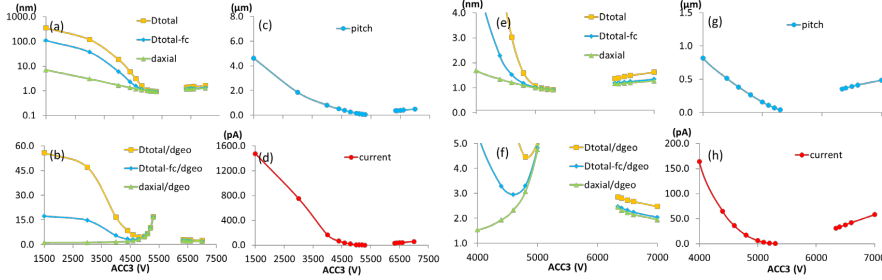 (nm)
1000.0
100.0
10.0
1.0
0.1
(a)
Dtotal
Dtotal-fc
daxial
(μm)
6.0
4.0
2.0
0.0
(c)
pitch
(nm)
4.0
3.0
2.0
1.0
0.0
(e)
Dtotal
Dtotal-fc
daxial
(μm)
1.5
1.0
0.5
0.0
(g)
pitch
60.0
45.0
30.0
15.0
0.0
(b)
Dtotal/dgeo
Dtotal-fc/dgeo
daxial/dgeo
1500 2500 3500 4500 5500 6500 7500
ACC3 (V)
(pA)
1600.0
1200.0
800.0
400.0
0.0
(d)
current
1500 2500 3500 4500 5500 6500 7500
ACC3 (V)
5.0
4.0
3.0
2.0
1.0
(f)
Dtotal/dgeo
Dtotal-fc/dgeo
daxial/dgeo
4000 5000 6000 7000
ACC3 (V)
(pA)
200.0
150.0
100.0
50.0
0.0
(h)
current
4000 5000 6000 7000
ACC3 (V)